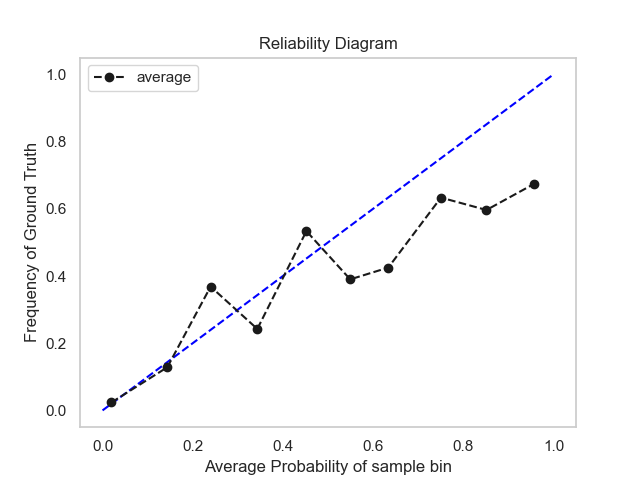 Reliability Diagram
average
Frequency of Ground Truth
1.0
0.8
0.6
0.4
0.2
0.0
0.0 0.2 0.4 0.6 0.8 1.0
Average Probability of sample bin